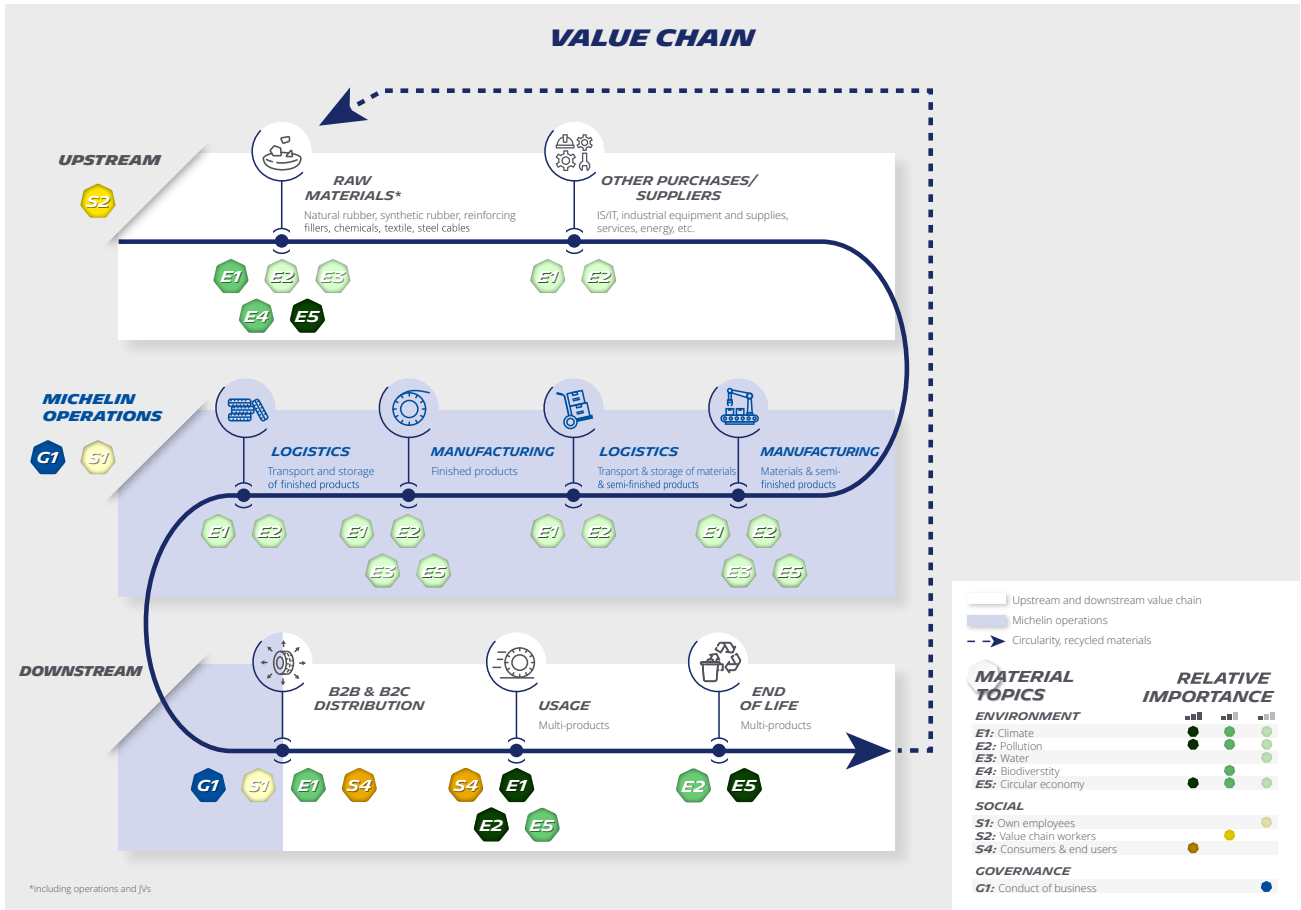 VALUE CHAIN
UPSTREAM
S2
RAW
MATERIALS*
Natural rubber, synthetic rubber, reinforcing
fillers, chemicals, textile, steel cables
OTHER PURCHASES/
SUPPLIERS
IS/IT, industrial equipment and supplies,
services, energy, etc.
E1 E2 E3
E4 E5
E1 E2
MICHELIN
OPERATIONS
G1 S1
LOGISTICS
Transport and storage
of finished products
MANUFACTURING
Finished products
LOGISTICS
Transport & storage of materials
& semi-finished products
MANUFACTURING
Materials & semi-
finished products
E1 E2
E1 E2
E3 E5
E1 E2
E1 E2
E3 E5
DOWNSTREAM
B2B & B2C
DISTRIBUTION
USAGE
Multi-products
END
OF LIFE
Multi-products
G1 S1 E1 S4
S4 E1
E2 E5
E2 E5
*including operations and JVs
Upstream and downstream value chain
Michelin operations
Circularity, recycled materials
MATERIAL
TOPICS
RELATIVE
IMPORTANCE
ENVIRONMENT
E1: Climate
E2: Pollution
E3: Water
E4: Biodiverstity
E5: Circular economy
SOCIAL
S1: Own employees
S2: Value chain workers
S4: Consumers & end users
GOVERNANCE
G1: Conduct of business